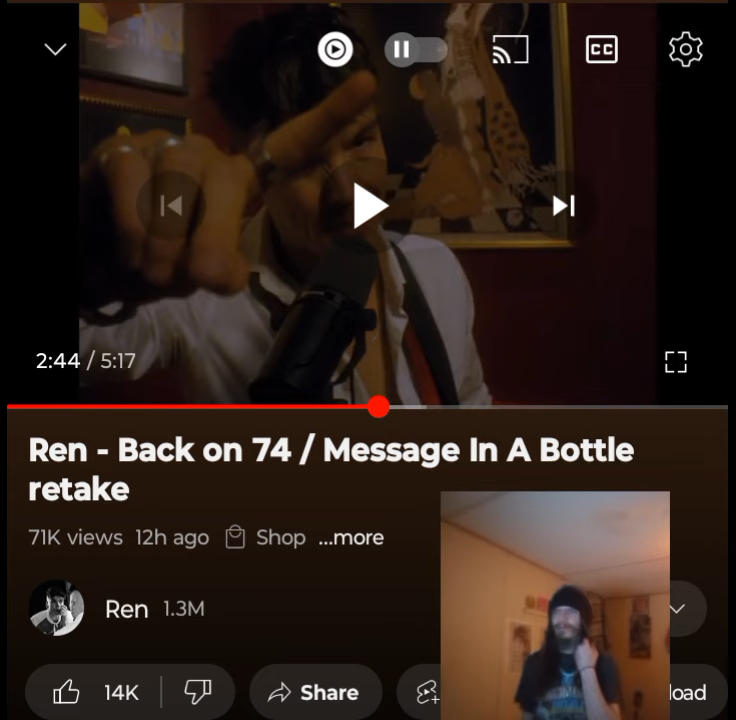 CC
2:44 / 5:17
Ren - Back on 74 / Message In A Bottle
retake
71K views 12h ago Shop ...more
Ren 1.3M
14K Share load